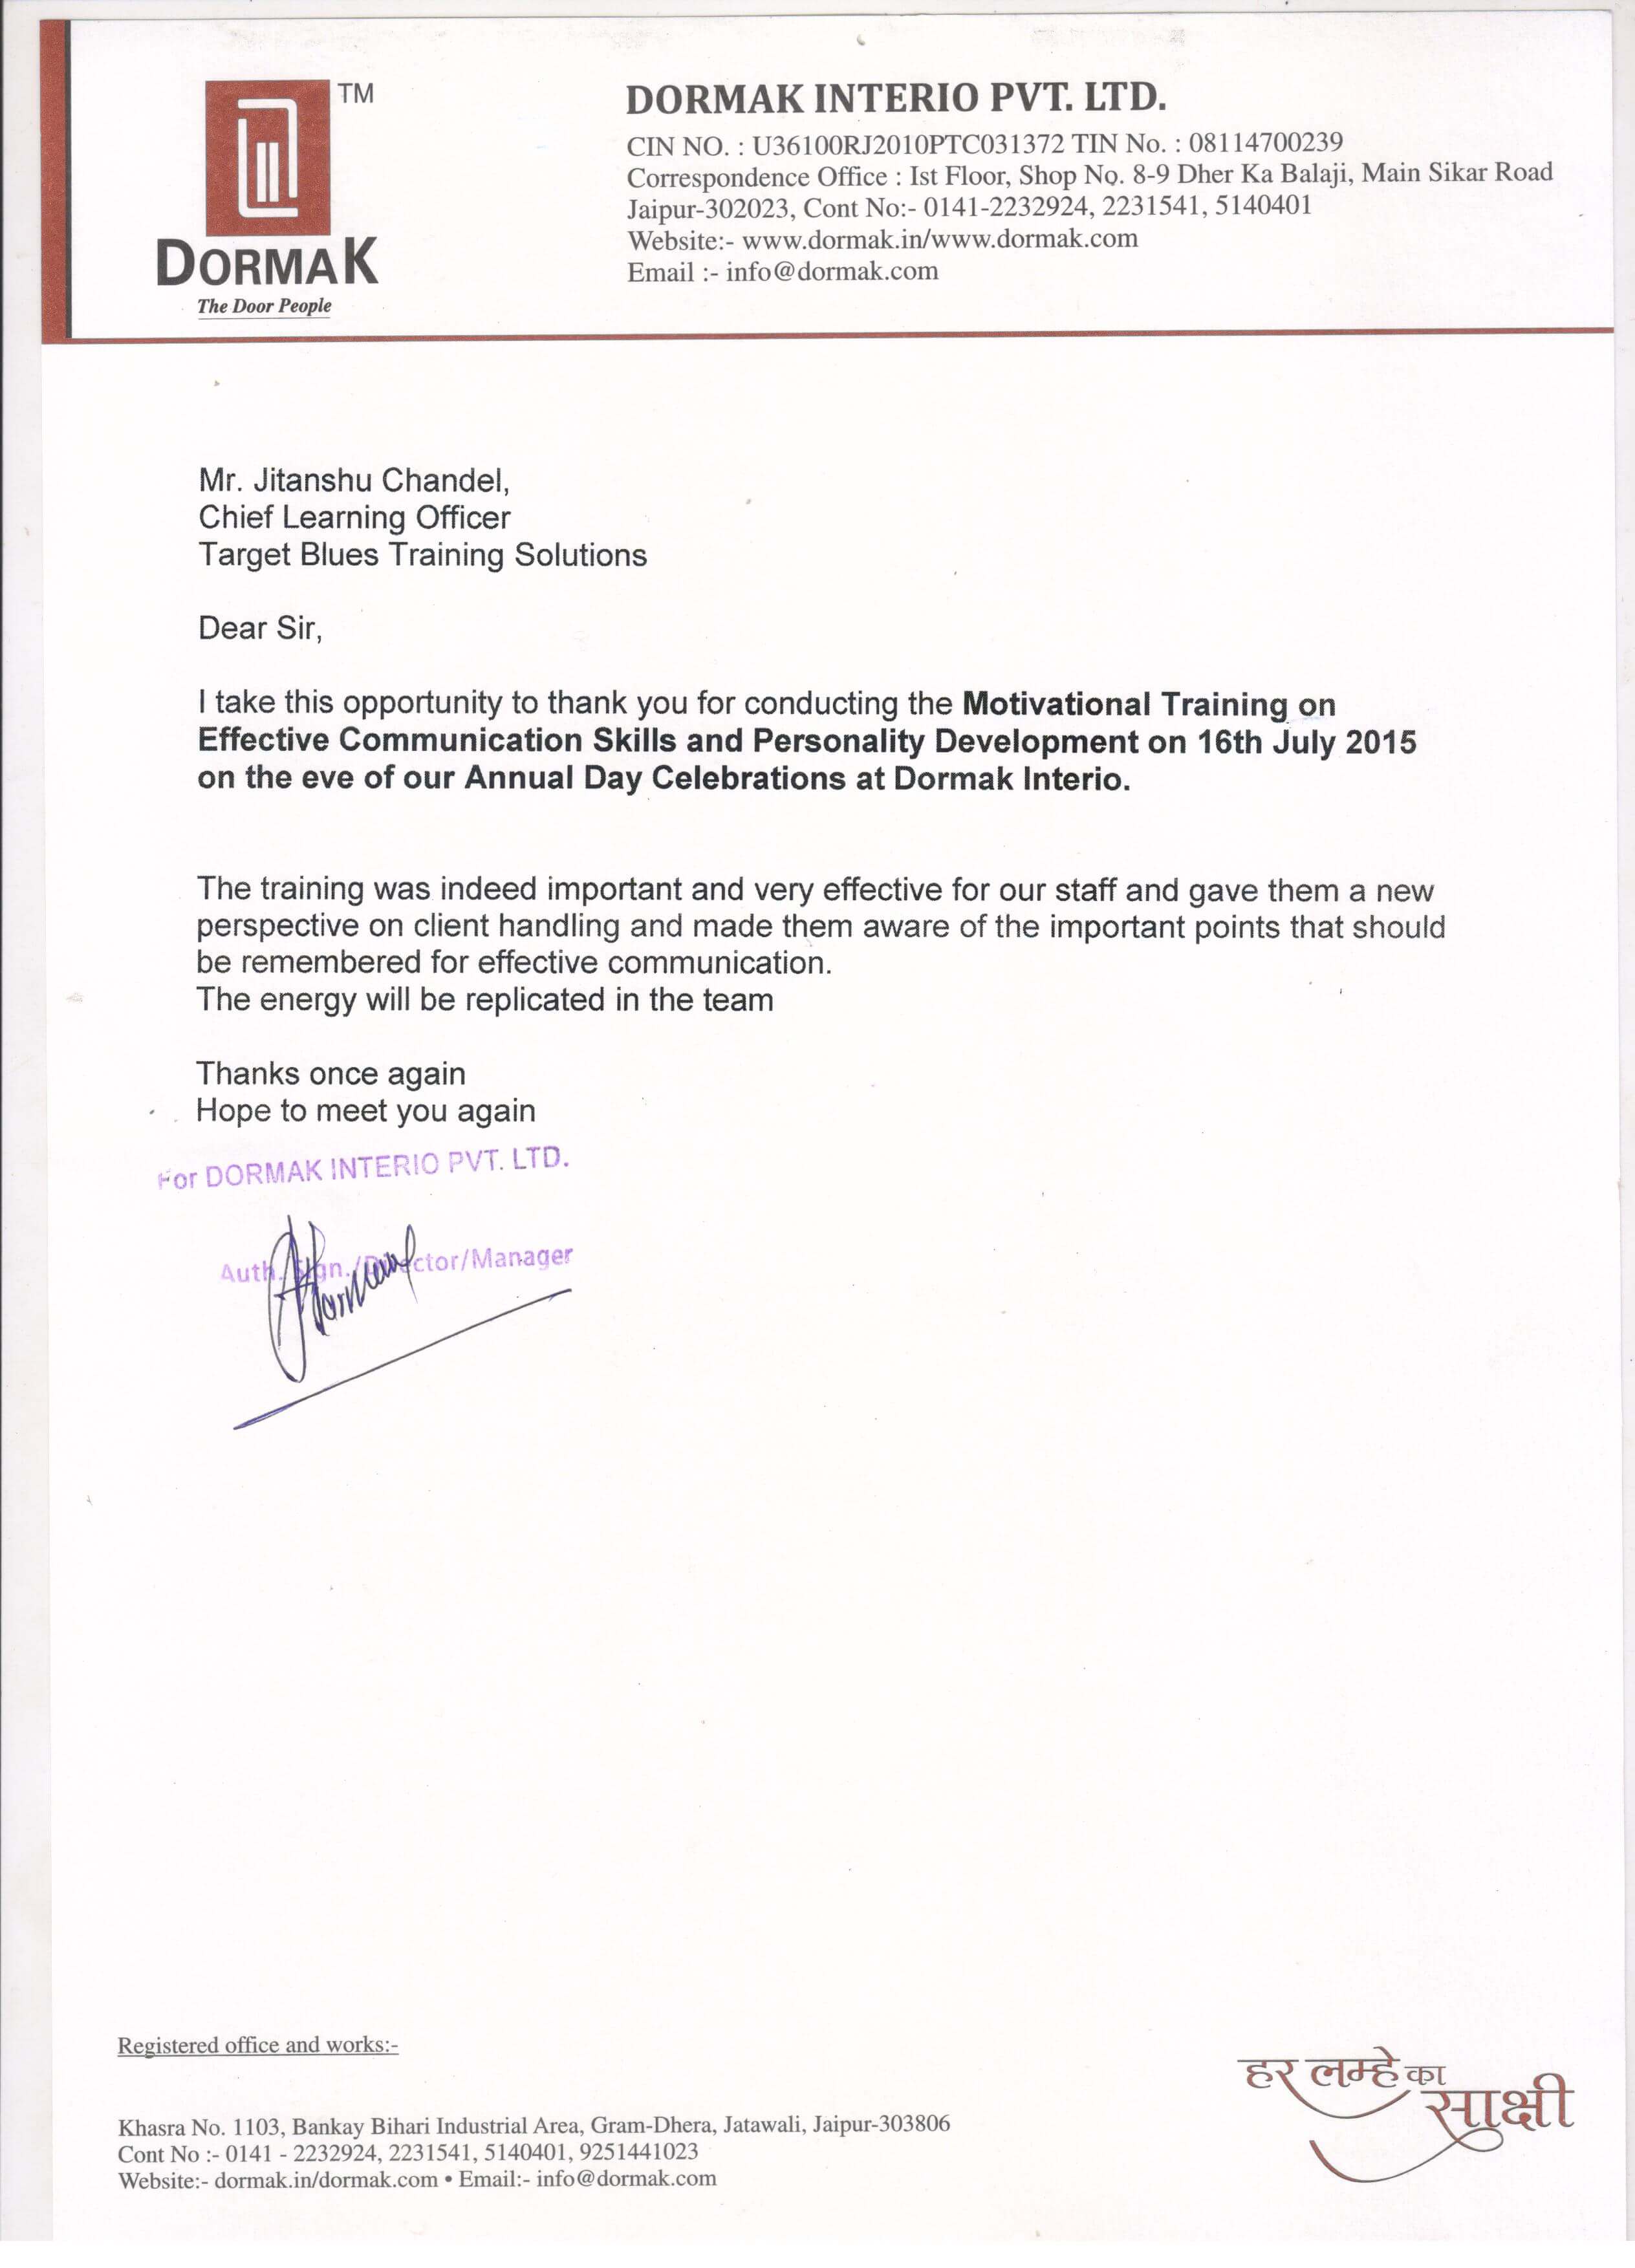 TM
DORMAK
The Door People
DORMAK INTERIO PVT. LTD.
CIN NO. : U36100RJ2010PTC031372 TIN No. : 08114700239
Correspondence Office : Ist Floor, Shop No. 8-9 Dher Ka Balaji, Main Sikar Road
Jaipur-302023, Cont No:- 0141-2232924, 2231541, 5140401
Website:- www.dormak.in/www.dormak.com
Email :- info@dormak.com
Mr. Jitanshu Chandel,
Chief Learning Officer
Target Blues Training Solutions
Dear Sir,
I take this opportunity to thank you for conducting the Motivational Training on
Effective Communication Skills and Personality Development on 16th July 2015
on the eve of our Annual Day Celebrations at Dormak Interio.
The training was indeed important and very effective for our staff and gave them a new
perspective on client handling and made them aware of the important points that should
be remembered for effective communication.
The energy will be replicated in the team
Thanks once again
Hope to meet you again
For DORMAK INTERIO PVT. LTD.
Auth. Sign./Director/Manager
Registered office and works:-
Khasra No. 1103, Bankay Bihari Industrial Area, Gram-Dhera, Jatawali, Jaipur-303806
Cont No :- 0141 - 2232924, 2231541, 5140401, 9251441023
Website:- dormak.in/dormak.com • Email:- info@dormak.com
हर लम्हे का
साक्षी